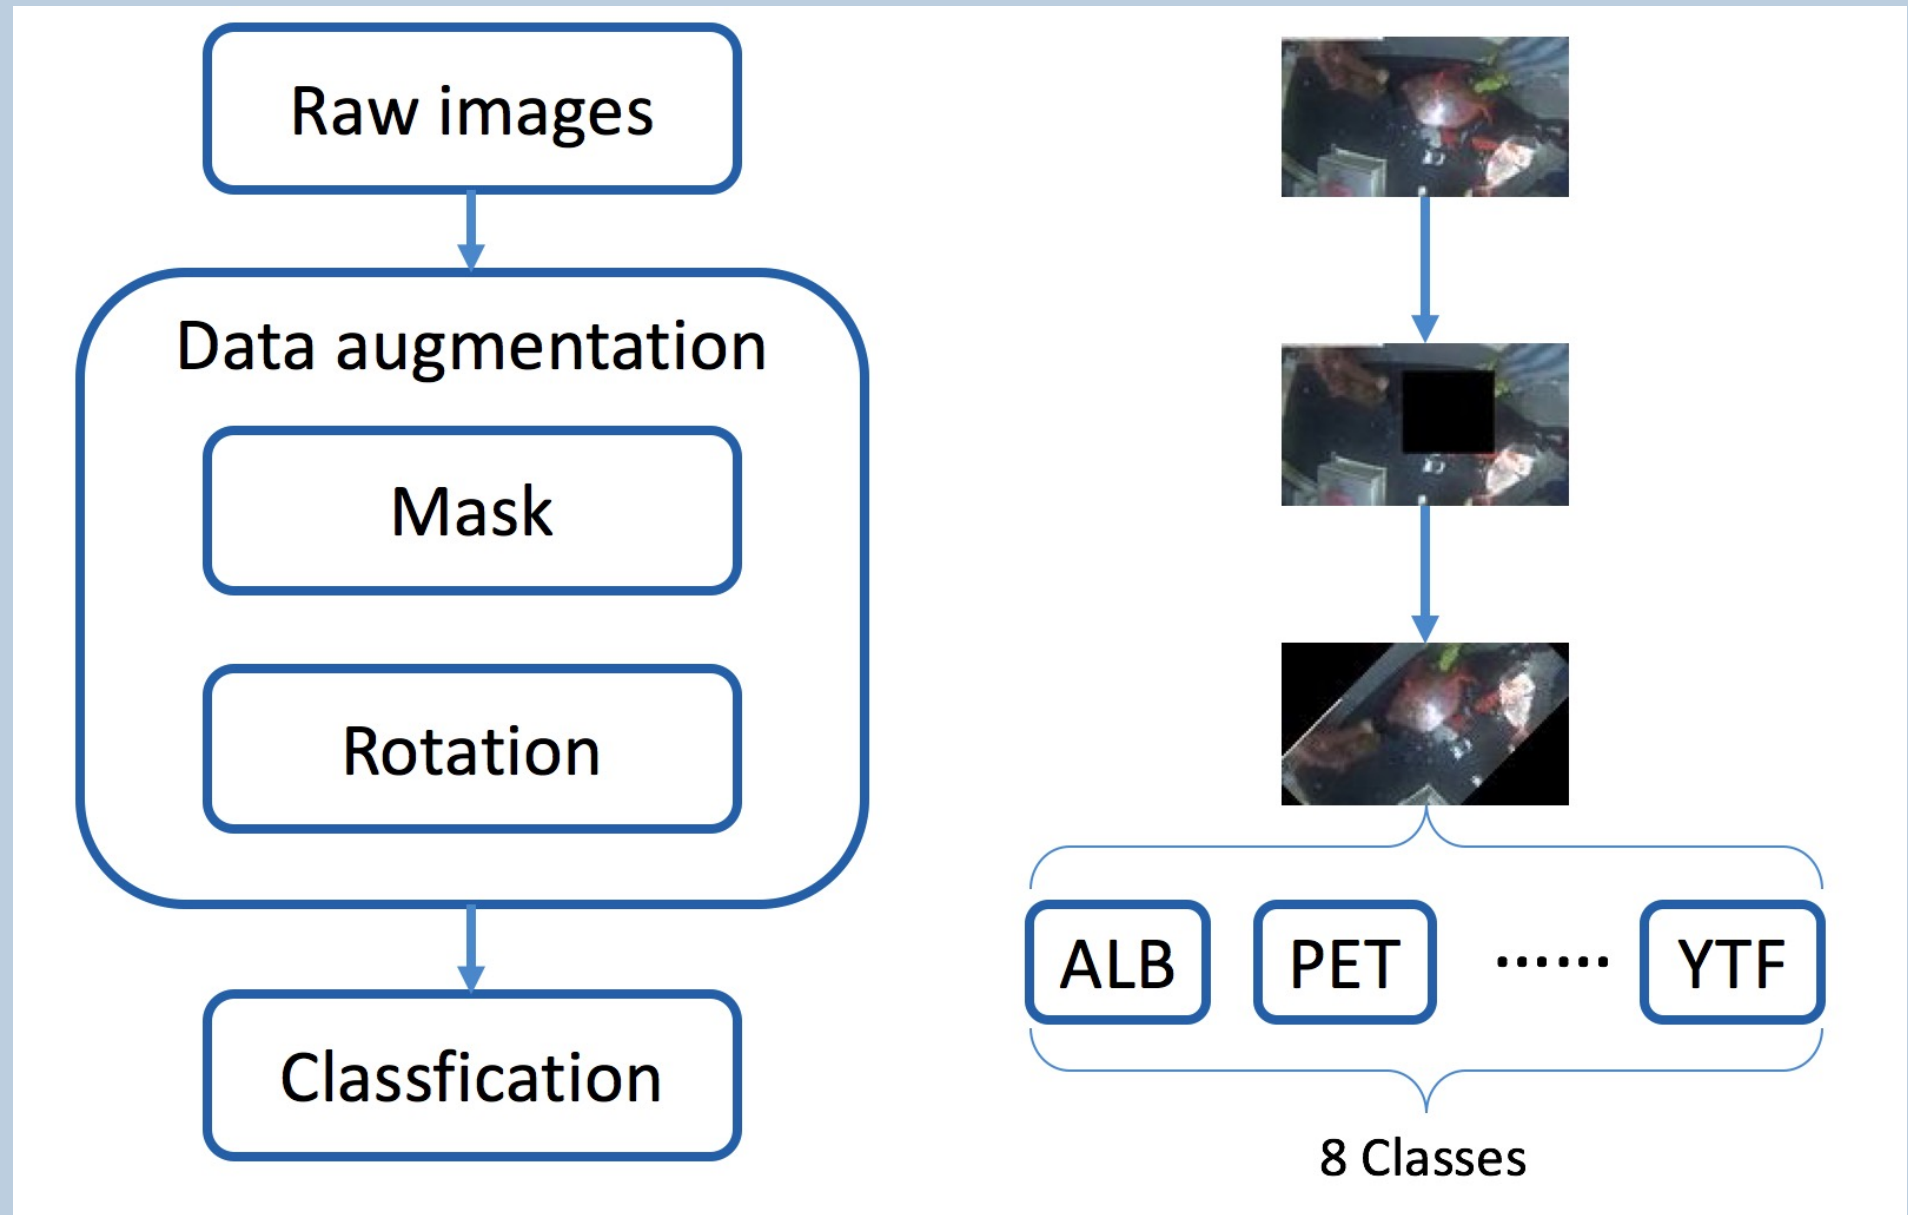 Raw images
Data augmentation
Mask
Rotation
Classfication
ALB
PET
......
YTF
8 Classes